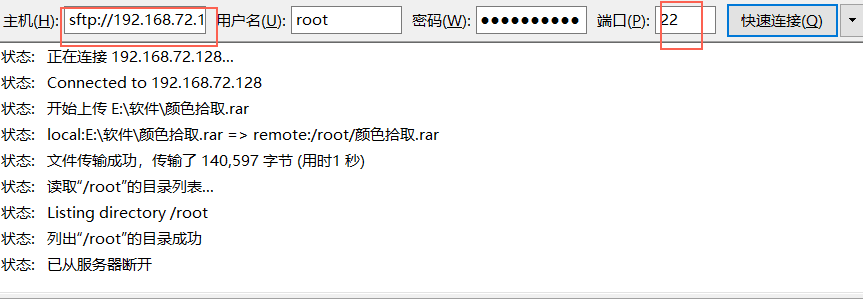 主机(H): sftp://192.168.72.1 用户名(U): root 密码(W): ●●●●●●●●●● 端口(P): 22 快速连接(Q)
状态: 正在连接 192.168.72.128...
状态: Connected to 192.168.72.128
状态: 开始上传 E:\软件\颜色拾取.rar
状态: local:E:\软件\颜色拾取.rar => remote:/root/颜色拾取.rar
状态: 文件传输成功，传输了 140,597 字节 (用时1 秒)
状态: 读取“/root”的目录列表...
状态: Listing directory /root
状态: 列出“/root”的目录成功
状态: 已从服务器断开